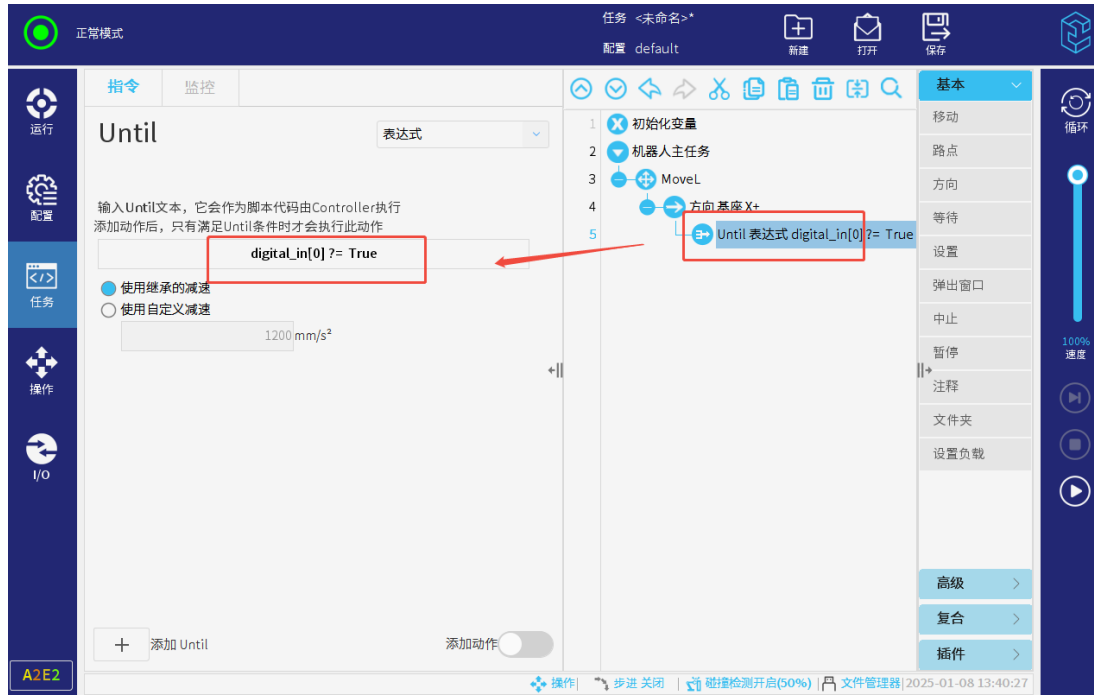 正常模式
任务 <未命名>*
配置 default
新建
打开
保存
运行
配置
任务
操作
I/O
A2E2
指令
监控
Until
表达式
输入Until文本，它会作为脚本代码由Controller执行
添加动作后，只有满足Until条件时才会执行此动作
digital_in[0] ?= True
使用继承的减速
使用自定义减速
1200 mm/s²
添加 Until
添加动作
1 初始化变量
2 机器人主任务
3 MoveL
4 方向 基座 X+
5 Until 表达式 digital_in[0] ?= True
基本
移动
路点
方向
等待
设置
弹出窗口
中止
暂停
注释
文件夹
设置负载
高级
复合
插件
循环
100%
速度
操作
步进 关闭
碰撞检测开启(50%)
文件管理器
2025-01-08 13:40:27